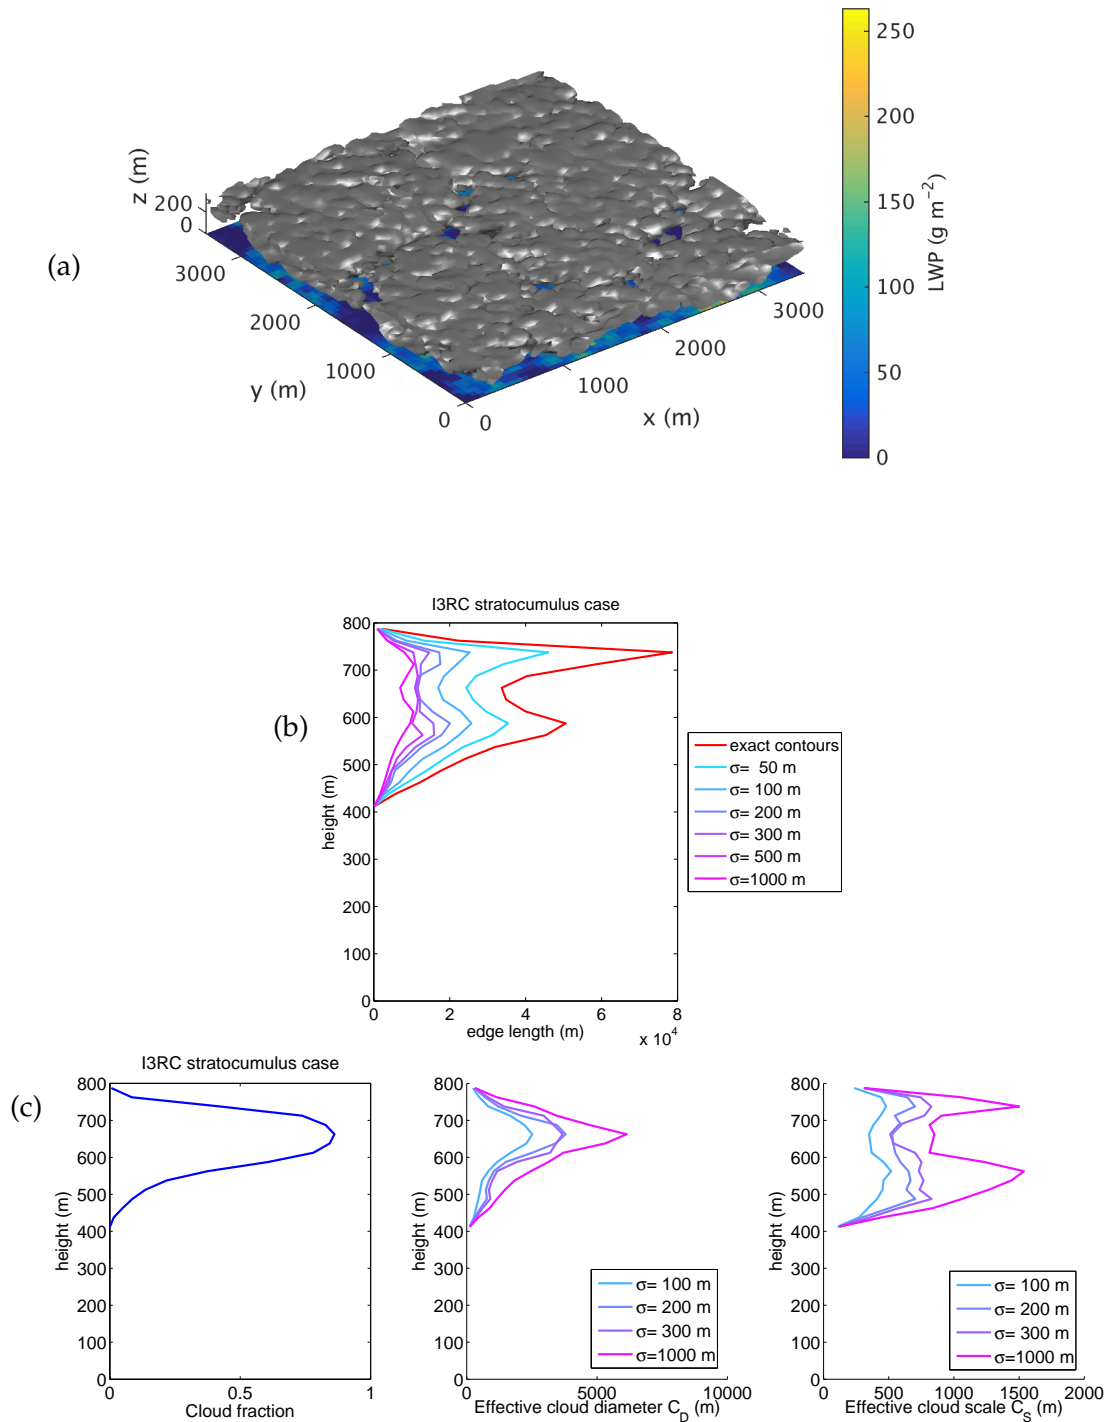 (a)
z (m)
200
0
3000
2000
1000
0
y (m)
0
1000
2000
3000
x (m)
250
200
150
100
50
0
LWP (g m⁻²)
(b)
I3RC stratocumulus case
800
700
600
500
400
300
200
100
0
height (m)
0 2 4 6 8
edge length (m)
x 10⁴
exact contours
σ= 50 m
σ= 100 m
σ= 200 m
σ= 300 m
σ= 500 m
σ=1000 m
(c)
I3RC stratocumulus case
800
700
600
500
400
300
200
100
0
height (m)
0 0.5 1
Cloud fraction
800
700
600
500
400
300
200
100
0
height (m)
0 5000 10000
Effective cloud diameter C_D (m)
σ= 100 m
σ= 200 m
σ= 300 m
σ=1000 m
800
700
600
500
400
300
200
100
0
height (m)
0 500 1000 1500 2000
Effective cloud scale C_S (m)
σ= 100 m
σ= 200 m
σ= 300 m
σ=1000 m